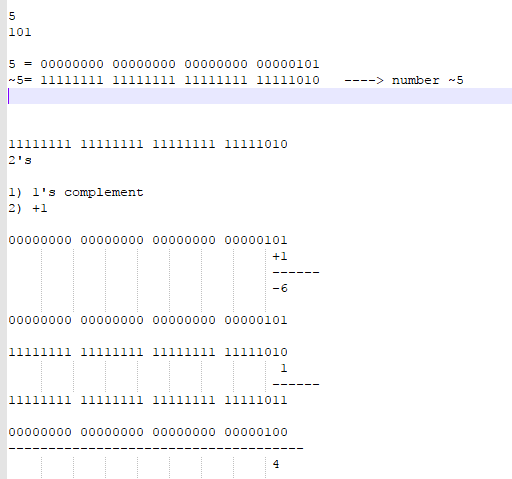 5
101
5 = 00000000 00000000 00000000 00000101
~5= 11111111 11111111 11111111 11111010 ----> number ~5
11111111 11111111 11111111 11111010
2's
1) 1's complement
2) +1
00000000 00000000 00000000 00000101
+1
------
-6
00000000 00000000 00000000 00000101
11111111 11111111 11111111 11111010
1
------
11111111 11111111 11111111 11111011
00000000 00000000 00000000 00000100
-------------------------------------
4